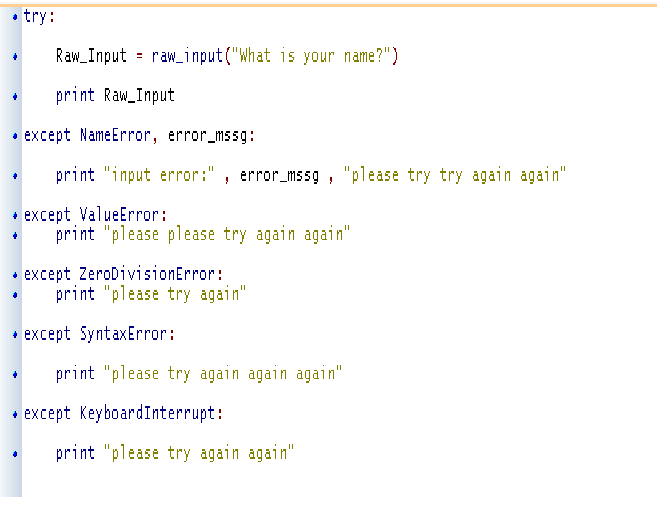 try:
    Raw_Input = raw_input("What is your name?")
    print Raw_Input
except NameError, error_mssg:
    print "input error:" , error_mssg , "please try try again again"
except ValueError:
    print "please please try again again"
except ZeroDivisionError:
    print "please try again"
except SyntaxError:
    print "please try again again again"
except KeyboardInterrupt:
    print "please try again again"